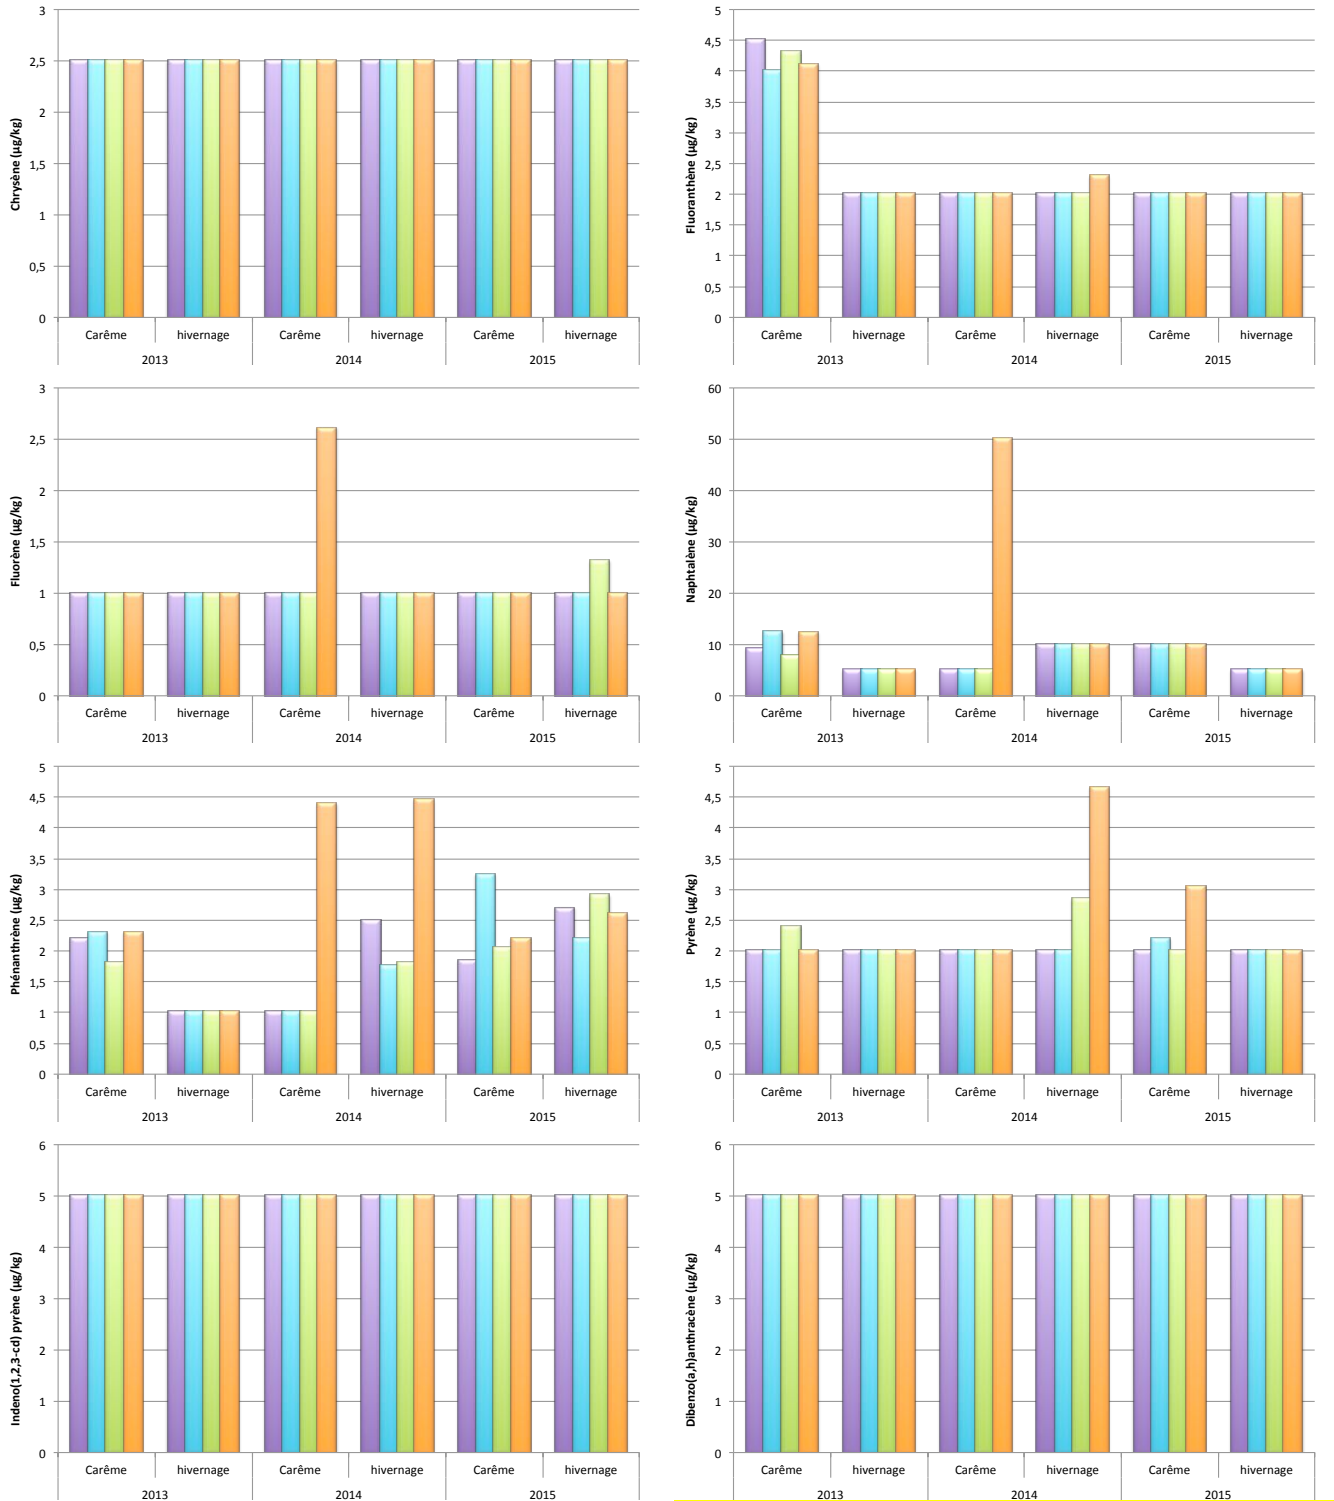 Chrysène (µg/kg)
3
2,5
2
1,5
1
0,5
0
Carême hivernage Carême hivernage Carême hivernage
2013 2014 2015
Fluoranthène (µg/kg)
5
4,5
4
3,5
3
2,5
2
1,5
1
0,5
0
Carême hivernage Carême hivernage Carême hivernage
2013 2014 2015
Fluorène (µg/kg)
3
2,5
2
1,5
1
0,5
0
Carême hivernage Carême hivernage Carême hivernage
2013 2014 2015
Naphtalène (µg/kg)
60
50
40
30
20
10
0
Carême hivernage Carême hivernage Carême hivernage
2013 2014 2015
Phénanthrène (µg/kg)
5
4,5
4
3,5
3
2,5
2
1,5
1
0,5
0
Carême hivernage Carême hivernage Carême hivernage
2013 2014 2015
Pyrène (µg/kg)
5
4,5
4
3,5
3
2,5
2
1,5
1
0,5
0
Carême hivernage Carême hivernage Carême hivernage
2013 2014 2015
Indeno(1,2,3-cd) pyrène (µg/kg)
6
5
4
3
2
1
0
Carême hivernage Carême hivernage Carême hivernage
2013 2014 2015
Dibenzo(a,h)anthracène (µg/kg)
6
5
4
3
2
1
0
Carême hivernage Carême hivernage Carême hivernage
2013 2014 2015